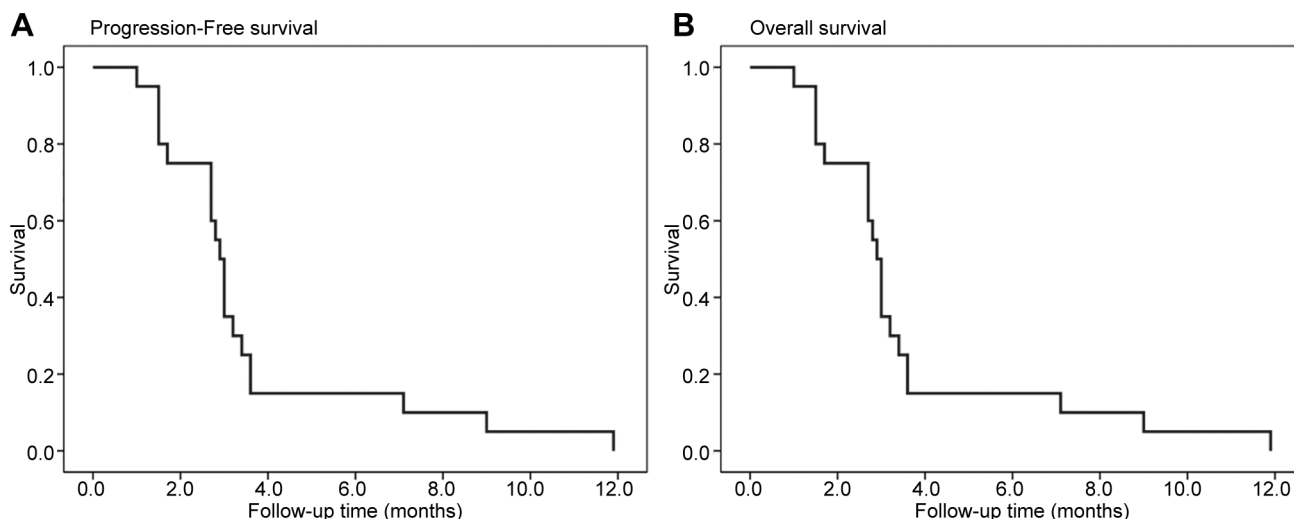 A Progression-Free survival
1.0
0.8
0.6
0.4
0.2
0.0
Survival
0.0 2.0 4.0 6.0 8.0 10.0 12.0
Follow-up time (months)
B Overall survival
1.0
0.8
0.6
0.4
0.2
0.0
Survival
0.0 2.0 4.0 6.0 8.0 10.0 12.0
Follow-up time (months)